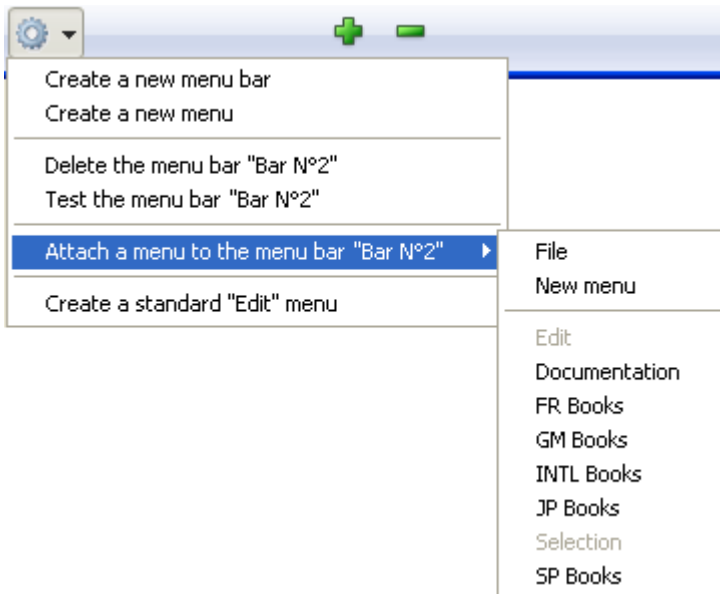 Create a new menu bar
Create a new menu
Delete the menu bar "Bar N°2"
Test the menu bar "Bar N°2"
Attach a menu to the menu bar "Bar N°2"
Create a standard "Edit" menu
File
New menu
Edit
Documentation
FR Books
GM Books
INTL Books
JP Books
Selection
SP Books